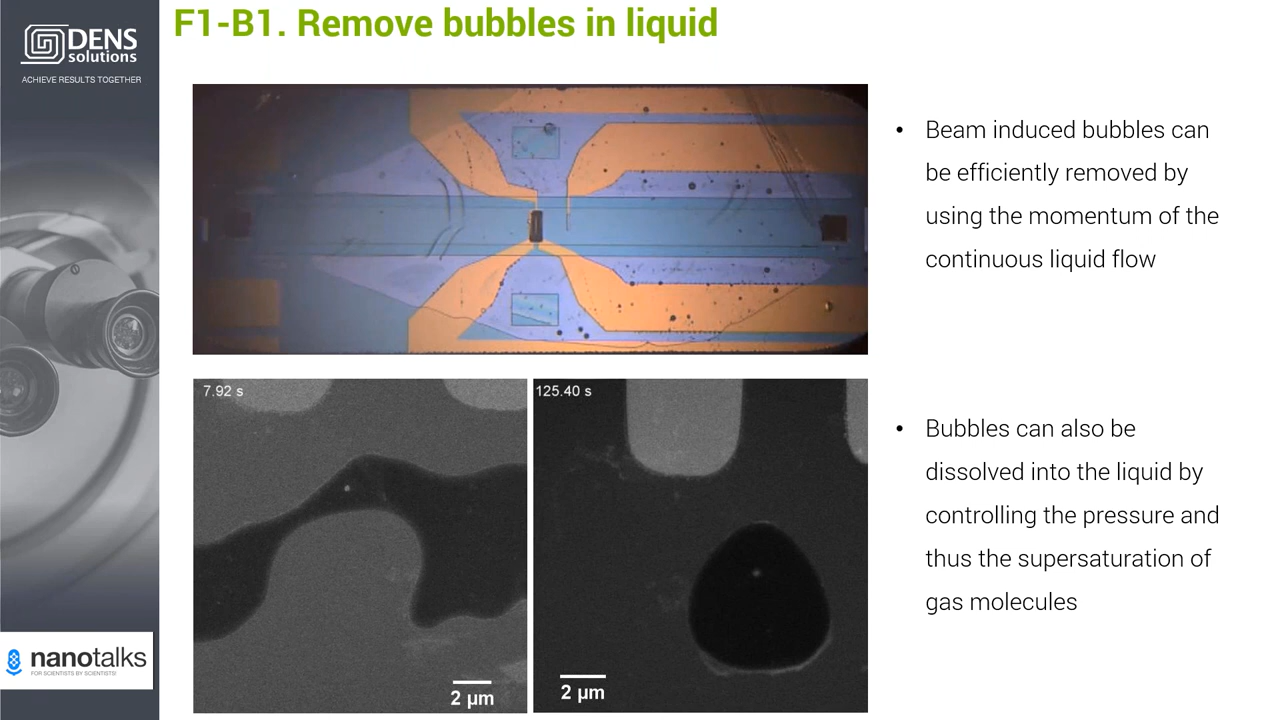 F1-B1. Remove bubbles in liquid
DENS
solutions
ACHIEVE RESULTS TOGETHER
• Beam induced bubbles can
be efficiently removed by
using the momentum of the
continuous liquid flow
7.92 s
125.40 s
2 µm
2 µm
• Bubbles can also be
dissolved into the liquid by
controlling the pressure and
thus the supersaturation of
gas molecules
nanotalks
FOR SCIENTISTS BY SCIENTISTS!